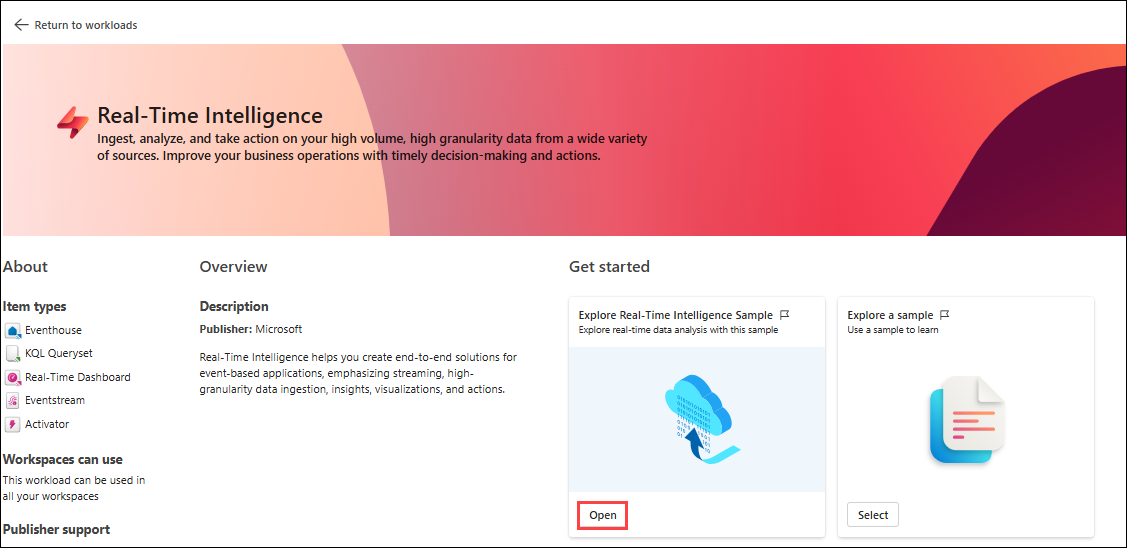 Return to workloads
Real-Time Intelligence
Ingest, analyze, and take action on your high volume, high granularity data from a wide variety
of sources. Improve your business operations with timely decision-making and actions.
About
Item types
Eventhouse
KQL Queryset
Real-Time Dashboard
Eventstream
Activator
Workspaces can use
This workload can be used in
all your workspaces
Publisher support
Overview
Description
Publisher: Microsoft
Real-Time Intelligence helps you create end-to-end solutions for
event-based applications, emphasizing streaming, high-
granularity data ingestion, insights, visualizations, and actions.
Get started
Explore Real-Time Intelligence Sample
Explore real-time data analysis with this sample
Open
Explore a sample
Use a sample to learn
Select